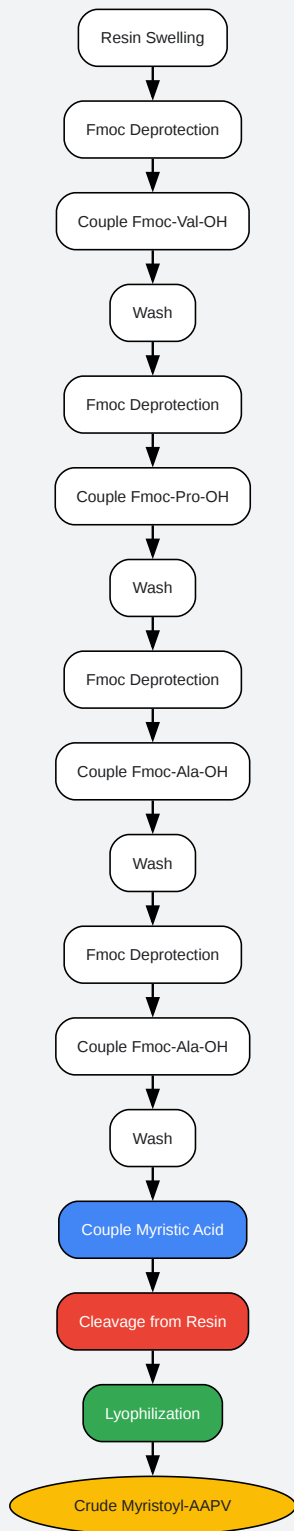 Resin Swelling
Fmoc Deprotection
Couple Fmoc-Val-OH
Wash
Fmoc Deprotection
Couple Fmoc-Pro-OH
Wash
Fmoc Deprotection
Couple Fmoc-Ala-OH
Wash
Fmoc Deprotection
Couple Fmoc-Ala-OH
Wash
Couple Myristic Acid
Cleavage from Resin
Lyophilization
Crude Myristoyl-AAPV